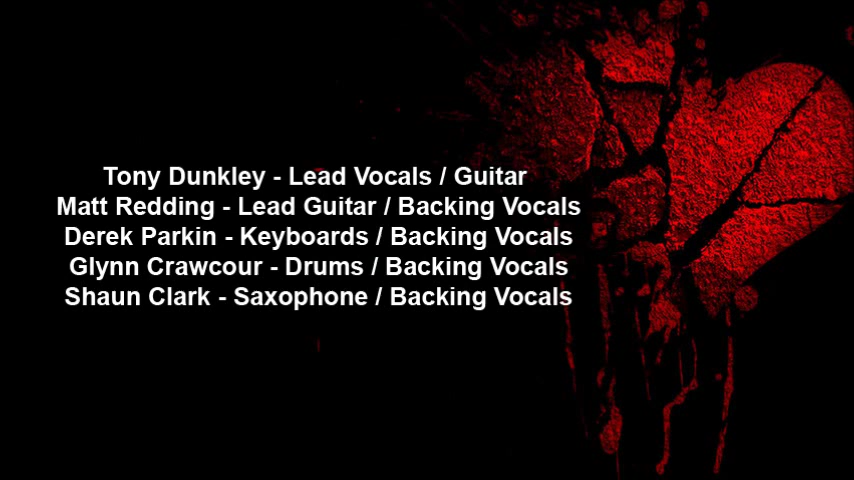 Tony Dunkley - Lead Vocals / Guitar
Matt Redding - Lead Guitar / Backing Vocals
Derek Parkin - Keyboards / Backing Vocals
Glynn Crawcour - Drums / Backing Vocals
Shaun Clark - Saxophone / Backing Vocals